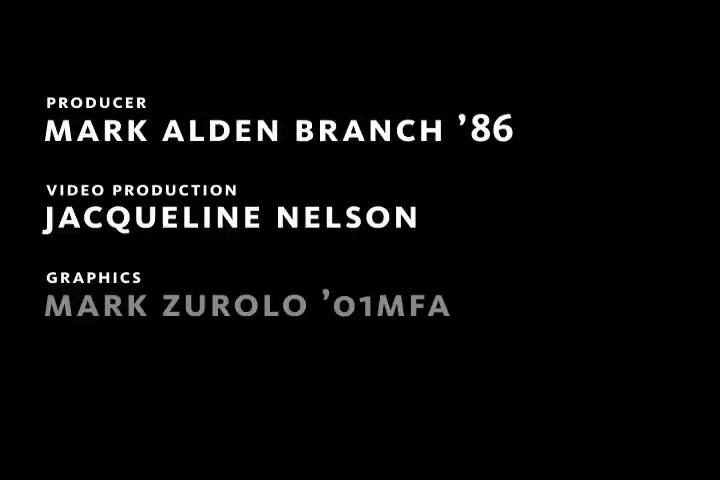 PRODUCER
MARK ALDEN BRANCH ’86
VIDEO PRODUCTION
JACQUELINE NELSON
GRAPHICS
MARK ZUROLO ’01MFA